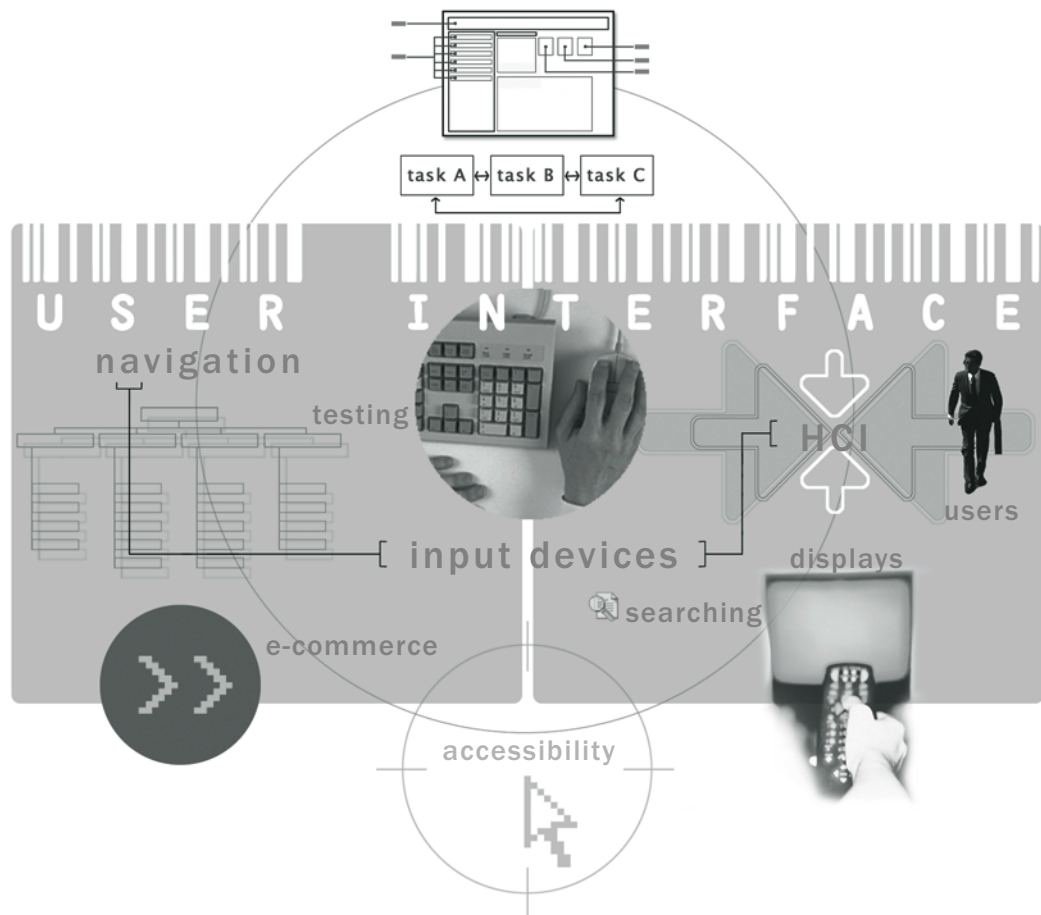 task A task B task C
USER INTERFACE
navigation
testing
HCI
users
input devices
displays
searching
e-commerce
accessibility